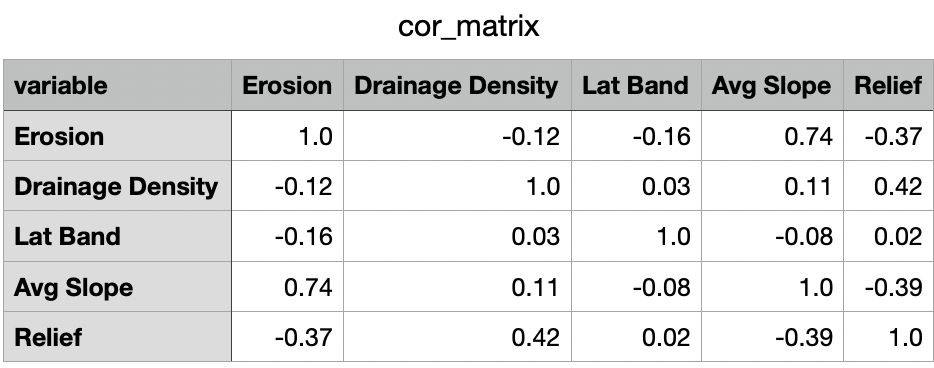 cor_matrix
variable Erosion Drainage Density Lat Band Avg Slope Relief
Erosion 1.0 -0.12 -0.16 0.74 -0.37
Drainage Density -0.12 1.0 0.03 0.11 0.42
Lat Band -0.16 0.03 1.0 -0.08 0.02
Avg Slope 0.74 0.11 -0.08 1.0 -0.39
Relief -0.37 0.42 0.02 -0.39 1.0